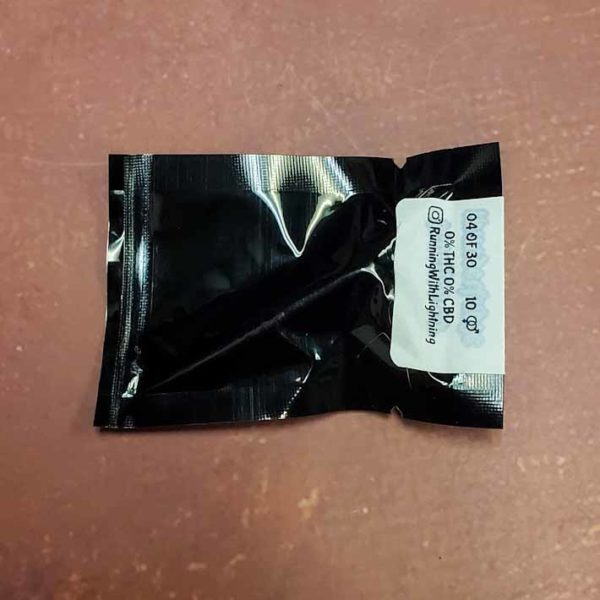 04 OF 30 10 ⚤
0% THC 0% CBD
RunningWithLightning